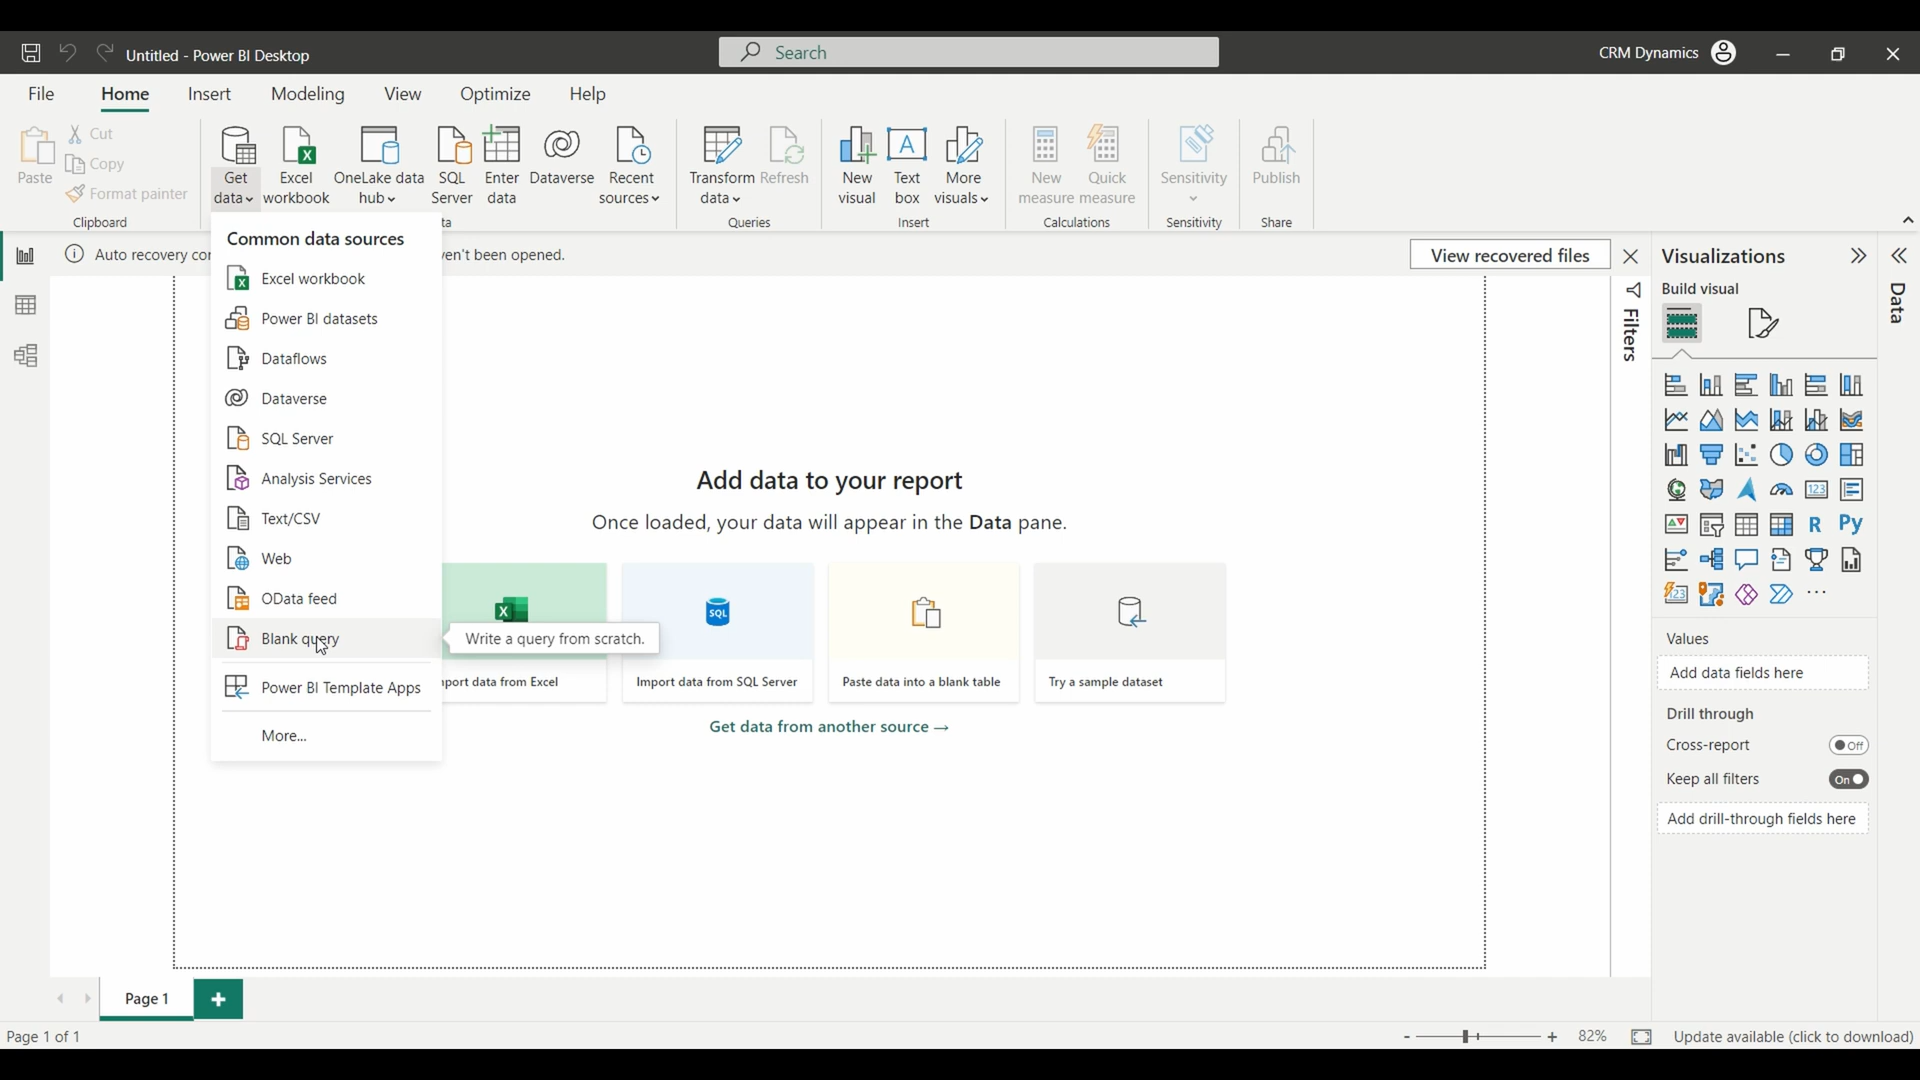 Untitled - Power BI Desktop
Search
CRM Dynamics
File
Home
Insert
Modeling
View
Optimize
Help
Paste
Cut
Copy
Format painter
Clipboard
Get data
Excel workbook
OneLake data hub
SQL Server
Enter data
Dataverse
Recent sources
ta
Transform data
Refresh
Queries
New visual
Text box
More visuals
Insert
New measure
Quick measure
Calculations
Sensitivity
Sensitivity
Publish
Share
Auto recovery cor
en't been opened.
View recovered files
Common data sources
Excel workbook
Power BI datasets
Dataflows
Dataverse
SQL Server
Analysis Services
Text/CSV
Web
OData feed
Blank query
Write a query from scratch.
Power BI Template Apps
More...
Add data to your report
Once loaded, your data will appear in the Data pane.
SQL
port data from Excel
Import data from SQL Server
Paste data into a blank table
Try a sample dataset
Get data from another source →
Filters
Visualizations
Build visual
123
R
Py
123
Values
Add data fields here
Drill through
Cross-report
Off
Keep all filters
On
Add drill-through fields here
Data
Page 1
Page 1 of 1
- +
82%
Update available (click to download)